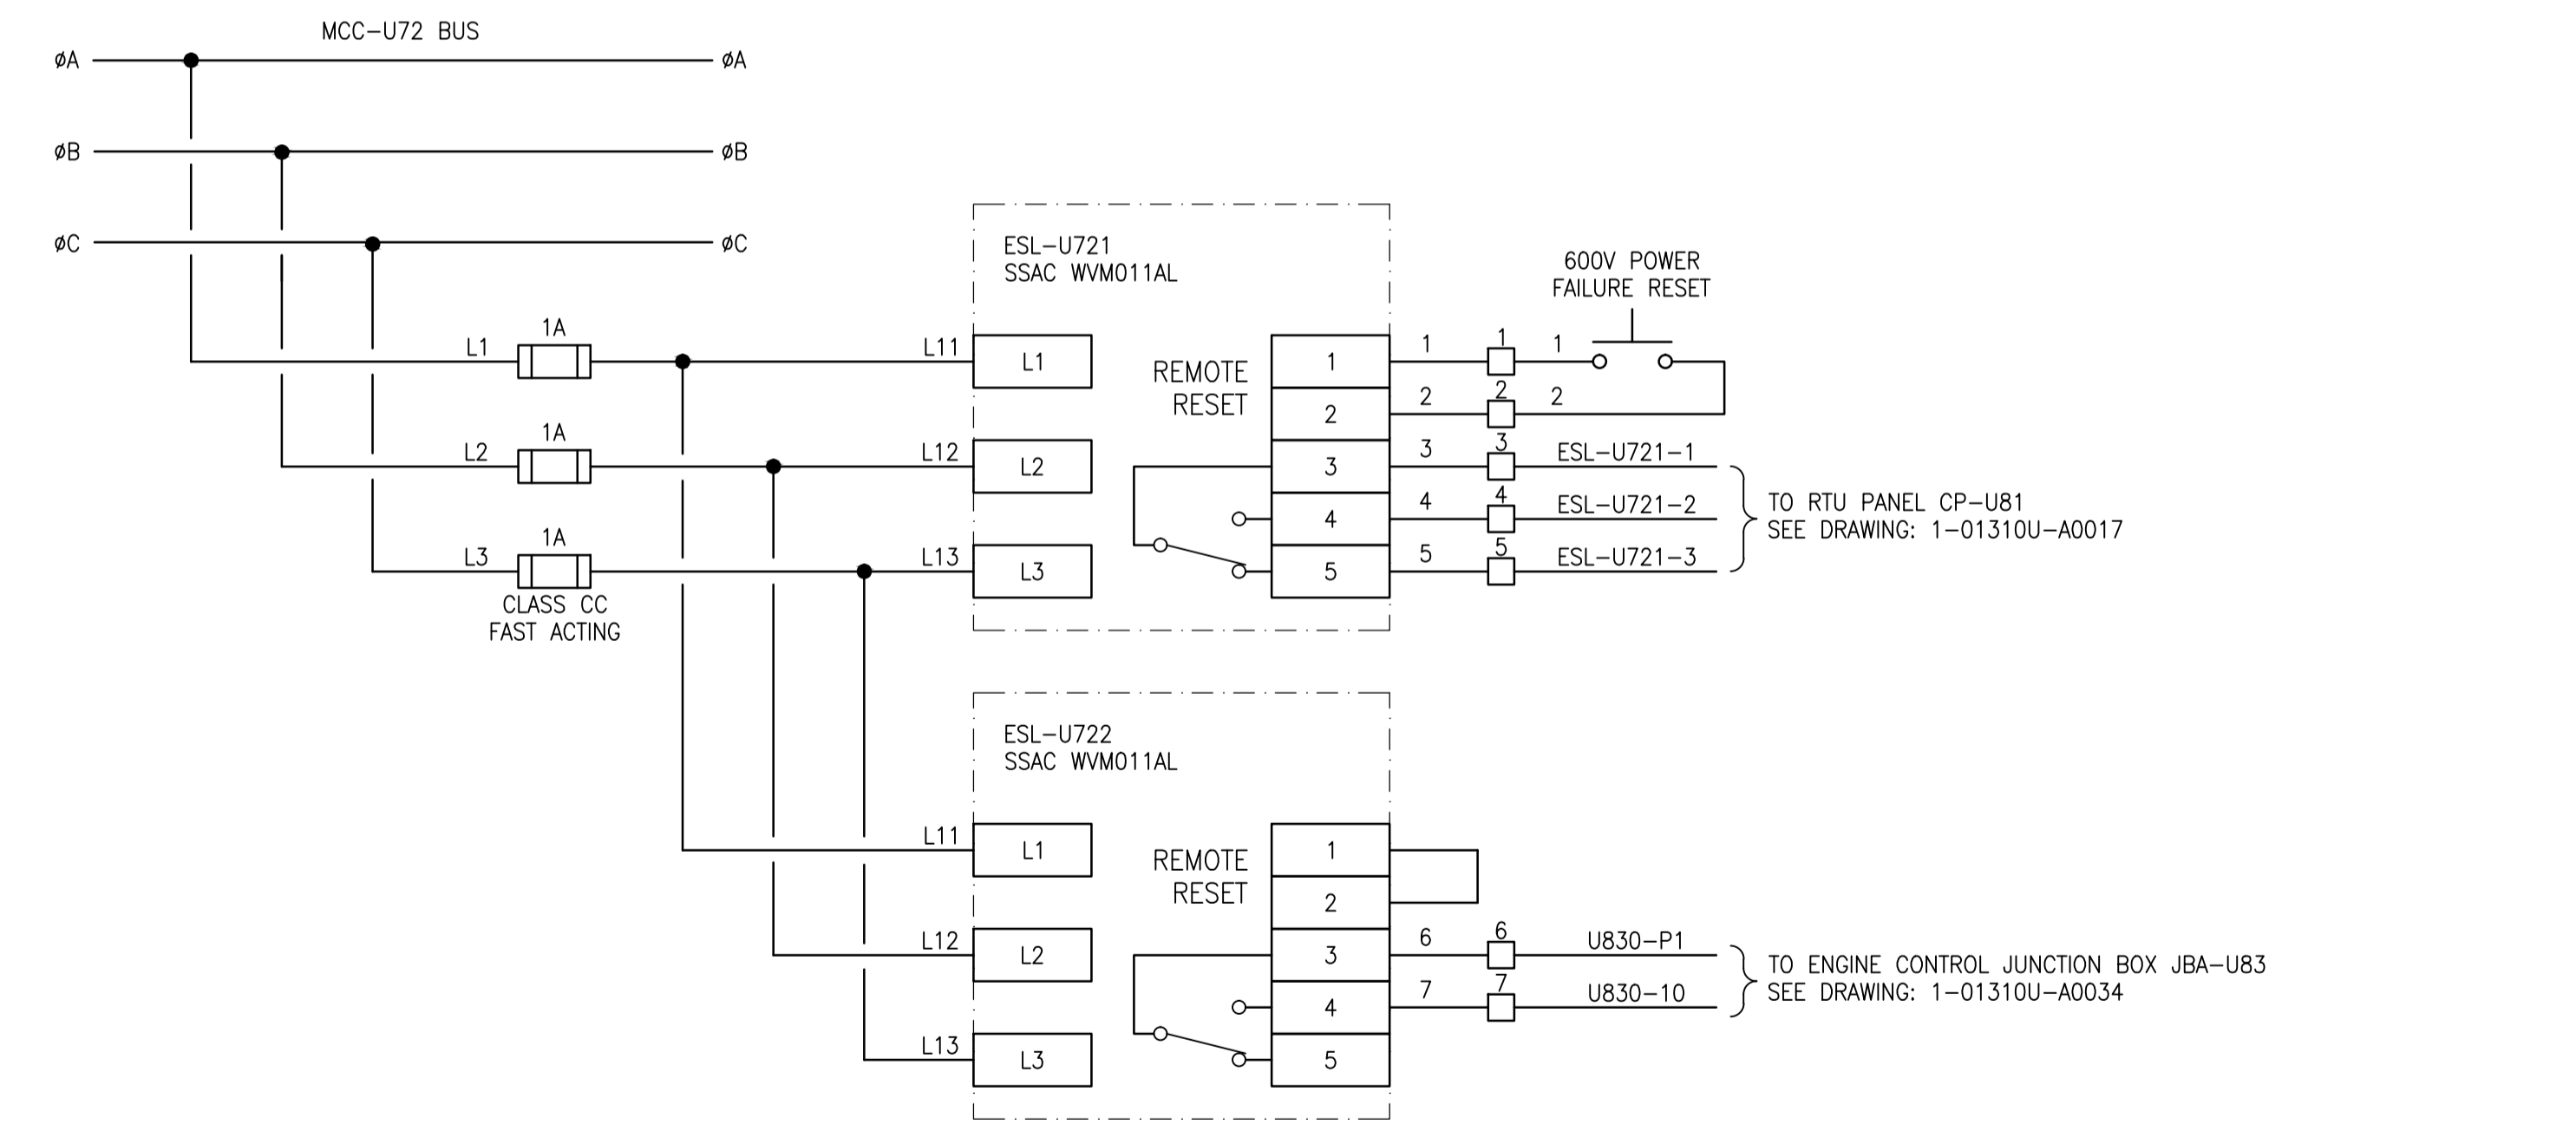 MCC-U72 BUS
øA
øA
øB
øB
øC
øC
ESL-U721
SSAC WVM011AL
600V POWER
FAILURE RESET
L1
1A
L11
L1
REMOTE
RESET
1
1
1
1
2
2
2
2
L2
1A
L12
L2
3
3
3
ESL-U721-1
4
4
4
ESL-U721-2
TO RTU PANEL CP-U81
SEE DRAWING: 1-01310U-A0017
L3
1A
L13
L3
5
5
5
ESL-U721-3
CLASS CC
FAST ACTING
ESL-U722
SSAC WVM011AL
L11
L1
REMOTE
RESET
1
2
L12
L2
3
6
6
U830-P1
TO ENGINE CONTROL JUNCTION BOX JBA-U83
SEE DRAWING: 1-01310U-A0034
4
7
7
U830-10
L13
L3
5